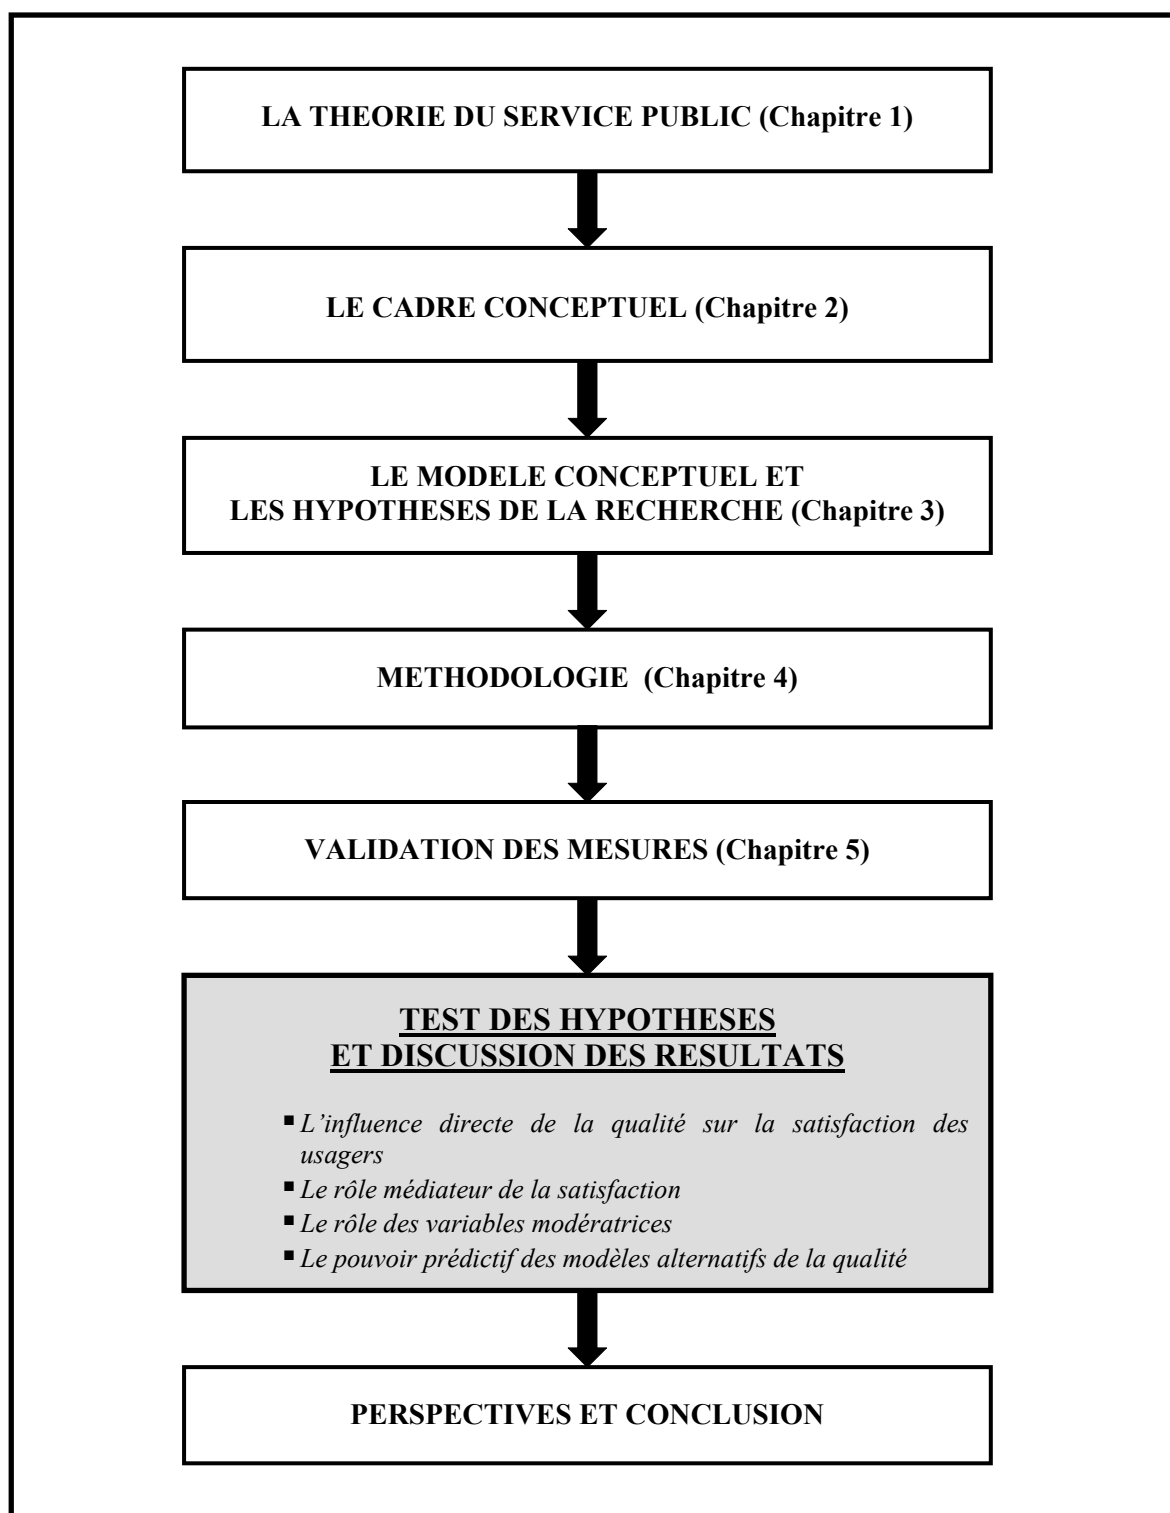 LA THEORIE DU SERVICE PUBLIC (Chapitre 1)
LE CADRE CONCEPTUEL (Chapitre 2)
LE MODELE CONCEPTUEL ET
LES HYPOTHESES DE LA RECHERCHE (Chapitre 3)
METHODOLOGIE (Chapitre 4)
VALIDATION DES MESURES (Chapitre 5)
TEST DES HYPOTHESES
ET DISCUSSION DES RESULTATS
▪ L’influence directe de la qualité sur la satisfaction des
usagers
▪ Le rôle médiateur de la satisfaction
▪ Le rôle des variables modératrices
▪ Le pouvoir prédictif des modèles alternatifs de la qualité
PERSPECTIVES ET CONCLUSION